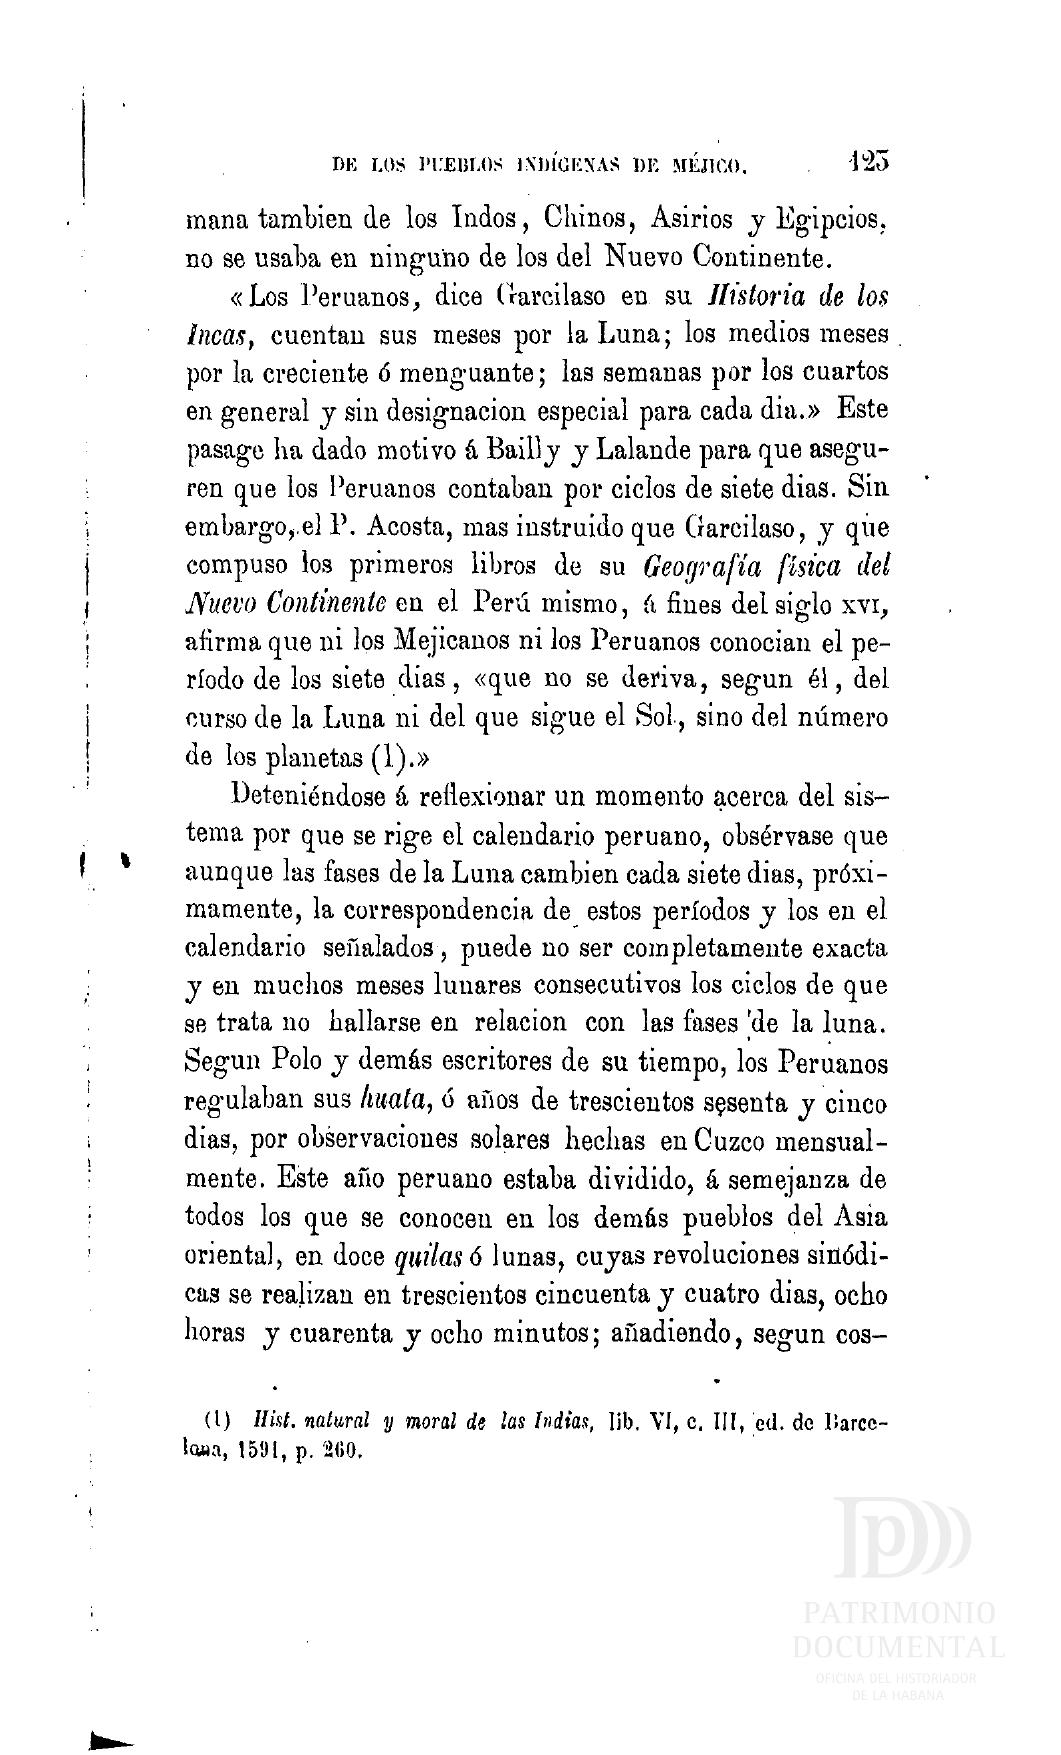 DE LOS PUEBLOS INDÍGENAS DE MÉJICO. 123
mana tambien de los Indos, Chinos, Asirios y Egipcios,
no se usaba en ninguno de los del Nuevo Continente.
«Los Peruanos, dice Garcilaso en su Historia de los
Incas, cuentan sus meses por la Luna; los medios meses
por la creciente ó menguante; las semanas por los cuartos
en general y sin designacion especial para cada dia.» Este
pasage ha dado motivo á Bailly y Lalande para que asegu-
ren que los Peruanos contaban por ciclos de siete dias. Sin
embargo, el P. Acosta, mas instruido que Garcilaso, y que
compuso los primeros libros de su Geografía física del
Nuevo Continente en el Perú mismo, á fines del siglo XVI,
afirma que ni los Mejicanos ni los Peruanos conocian el pe-
ríodo de los siete dias, «que no se deriva, segun él, del
curso de la Luna ni del que sigue el Sol, sino del número
de los planetas (1).»
Deteniéndose á reflexionar un momento acerca del sis-
tema por que se rige el calendario peruano, obsérvase que
aunque las fases de la Luna cambien cada siete dias, próxi-
mamente, la correspondencia de estos períodos y los en el
calendario señalados, puede no ser completamente exacta
y en muchos meses lunares consecutivos los ciclos de que
se trata no hallarse en relacion con las fases de la luna.
Segun Polo y demás escritores de su tiempo, los Peruanos
regulaban sus huata, ó años de trescientos sesenta y cinco
dias, por observaciones solares hechas en Cuzco mensual-
mente. Este año peruano estaba dividido, á semejanza de
todos los que se conocen en los demás pueblos del Asia
oriental, en doce quilas ó lunas, cuyas revoluciones sinódi-
cas se realizan en trescientos cincuenta y cuatro dias, ocho
horas y cuarenta y ocho minutos; añadiendo, segun cos-
(1) Hist. natural y moral de las Indias, lib. VI, c. III, ed. de Barce-
lona, 1591, p. 260.
PATRIMONIO
DOCUMENTAL
OFICINA DEL HISTORIADOR
DE LA HABANA